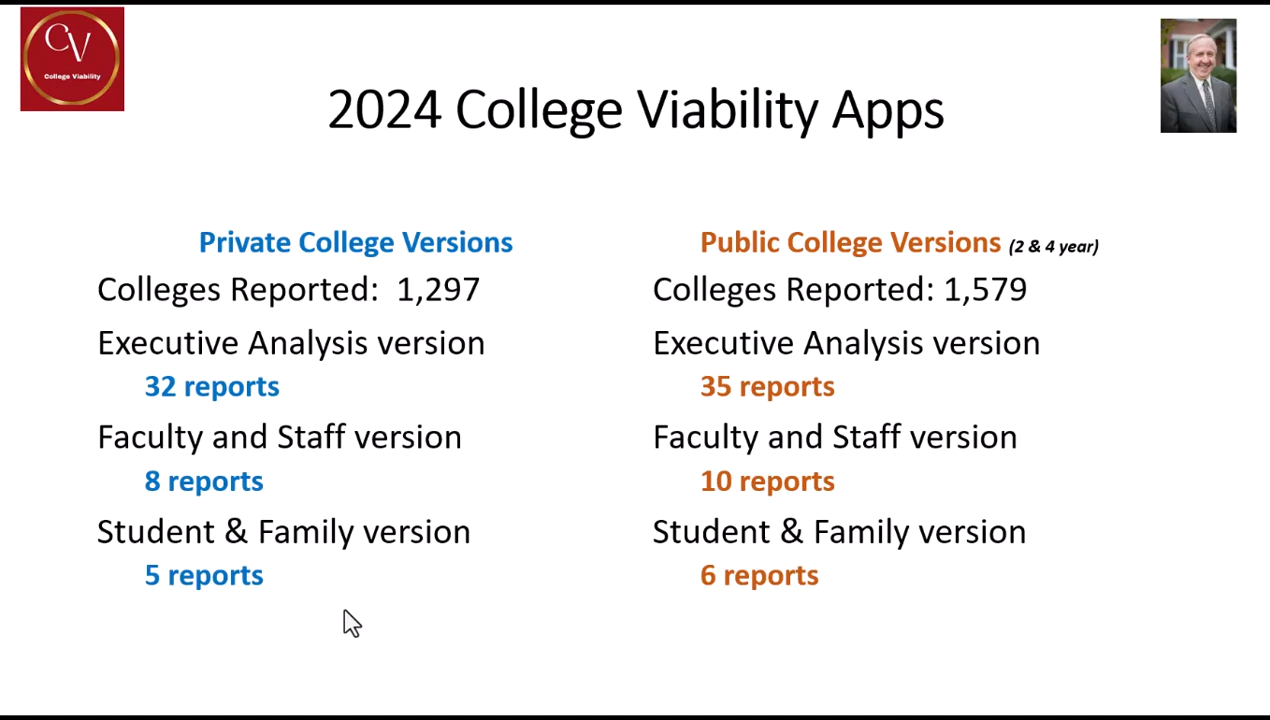 CV
College Viability
2024 College Viability Apps
Private College Versions
Colleges Reported:  1,297
Executive Analysis version
32 reports
Faculty and Staff version
8 reports
Student & Family version
5 reports
Public College Versions (2 & 4 year)
Colleges Reported: 1,579
Executive Analysis version
35 reports
Faculty and Staff version
10 reports
Student & Family version
6 reports